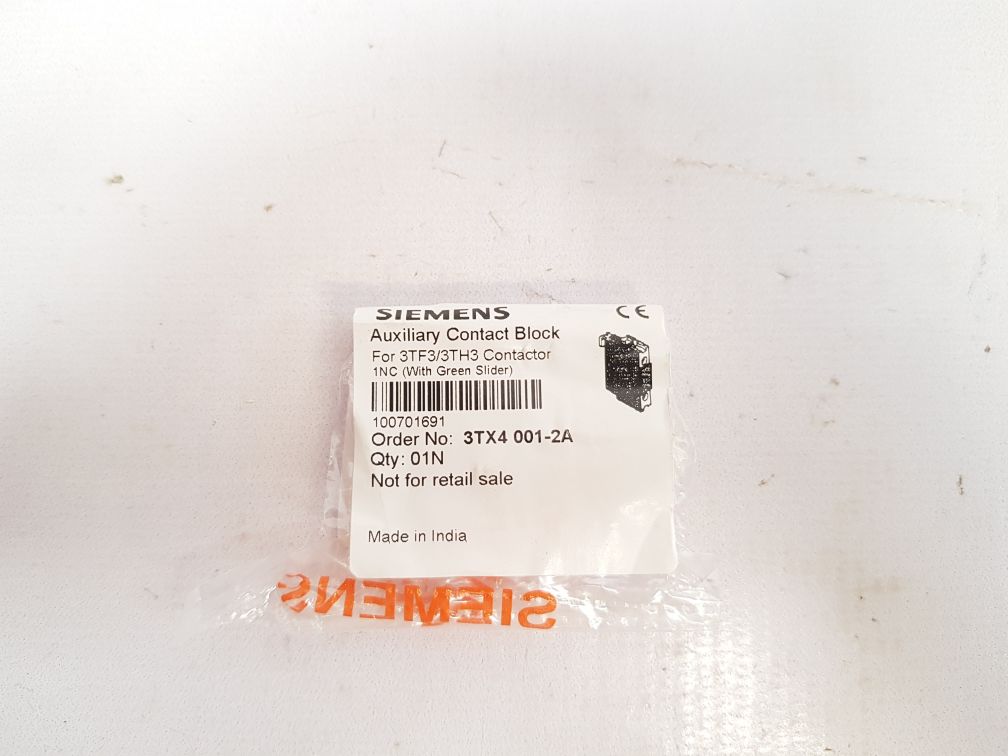 SIEMENS CE
Auxiliary Contact Block
For 3TF3/3TH3 Contactor
1NC (With Green Slider)
100701691
Order No: 3TX4 001-2A
Qty: 01N
Not for retail sale
Made in India
SIEMENS